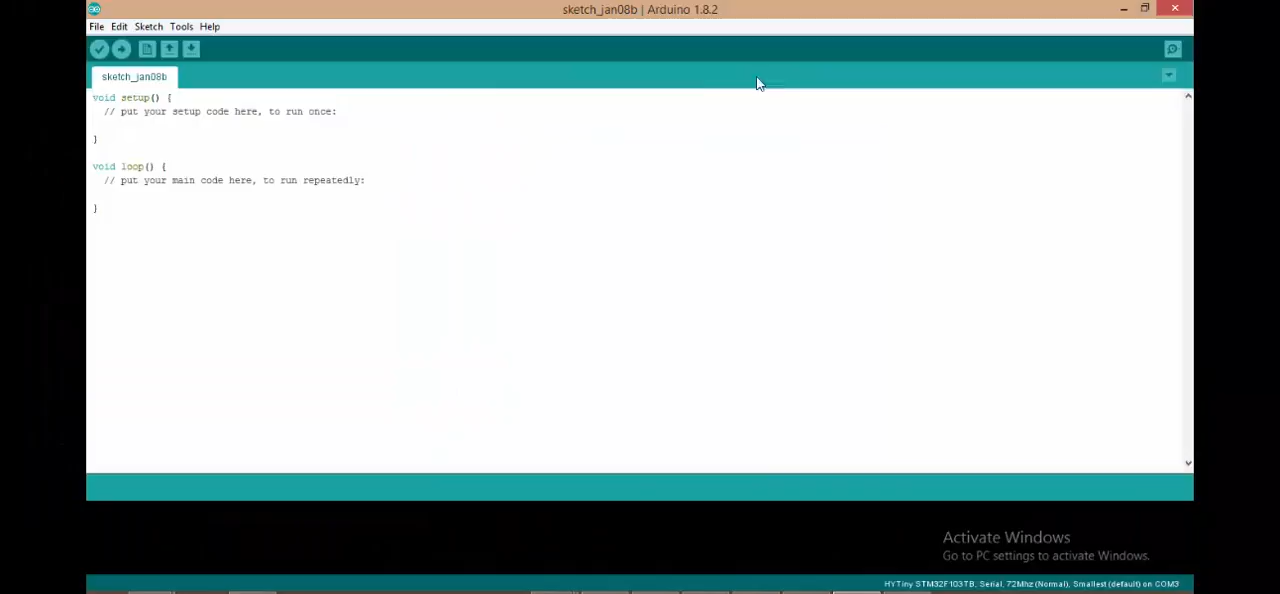 sketch_jan08b | Arduino 1.8.2
File Edit Sketch Tools Help
sketch_jan08b
void setup() {
// put your setup code here, to run once:
}
void loop() {
// put your main code here, to run repeatedly:
}
Activate Windows
Go to PC settings to activate Windows.
HYTiny STM32F103TB, Serial, 72Mhz (Normal), Smallest (default) on COM3